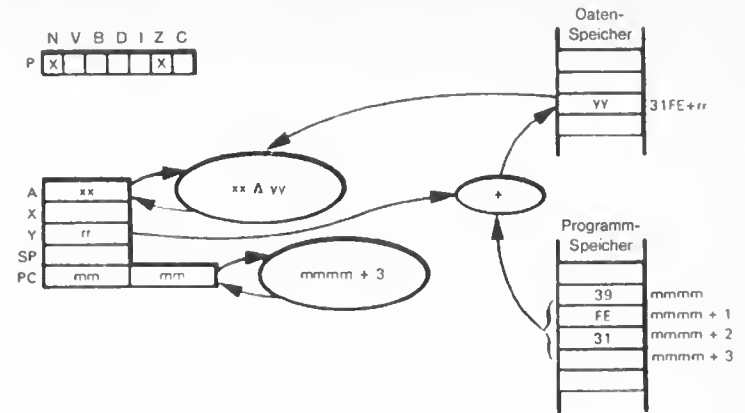 N V B D I Z C
P X X
Oaten-
Speicher
yy 31FE+rr
A xx
xx Λ yy
X
Y rr
+
SP
PC mm mm
mmmm + 3
Programm-
Speicher
39 mmmm
FE mmmm + 1
31 mmmm + 2
mmmm + 3